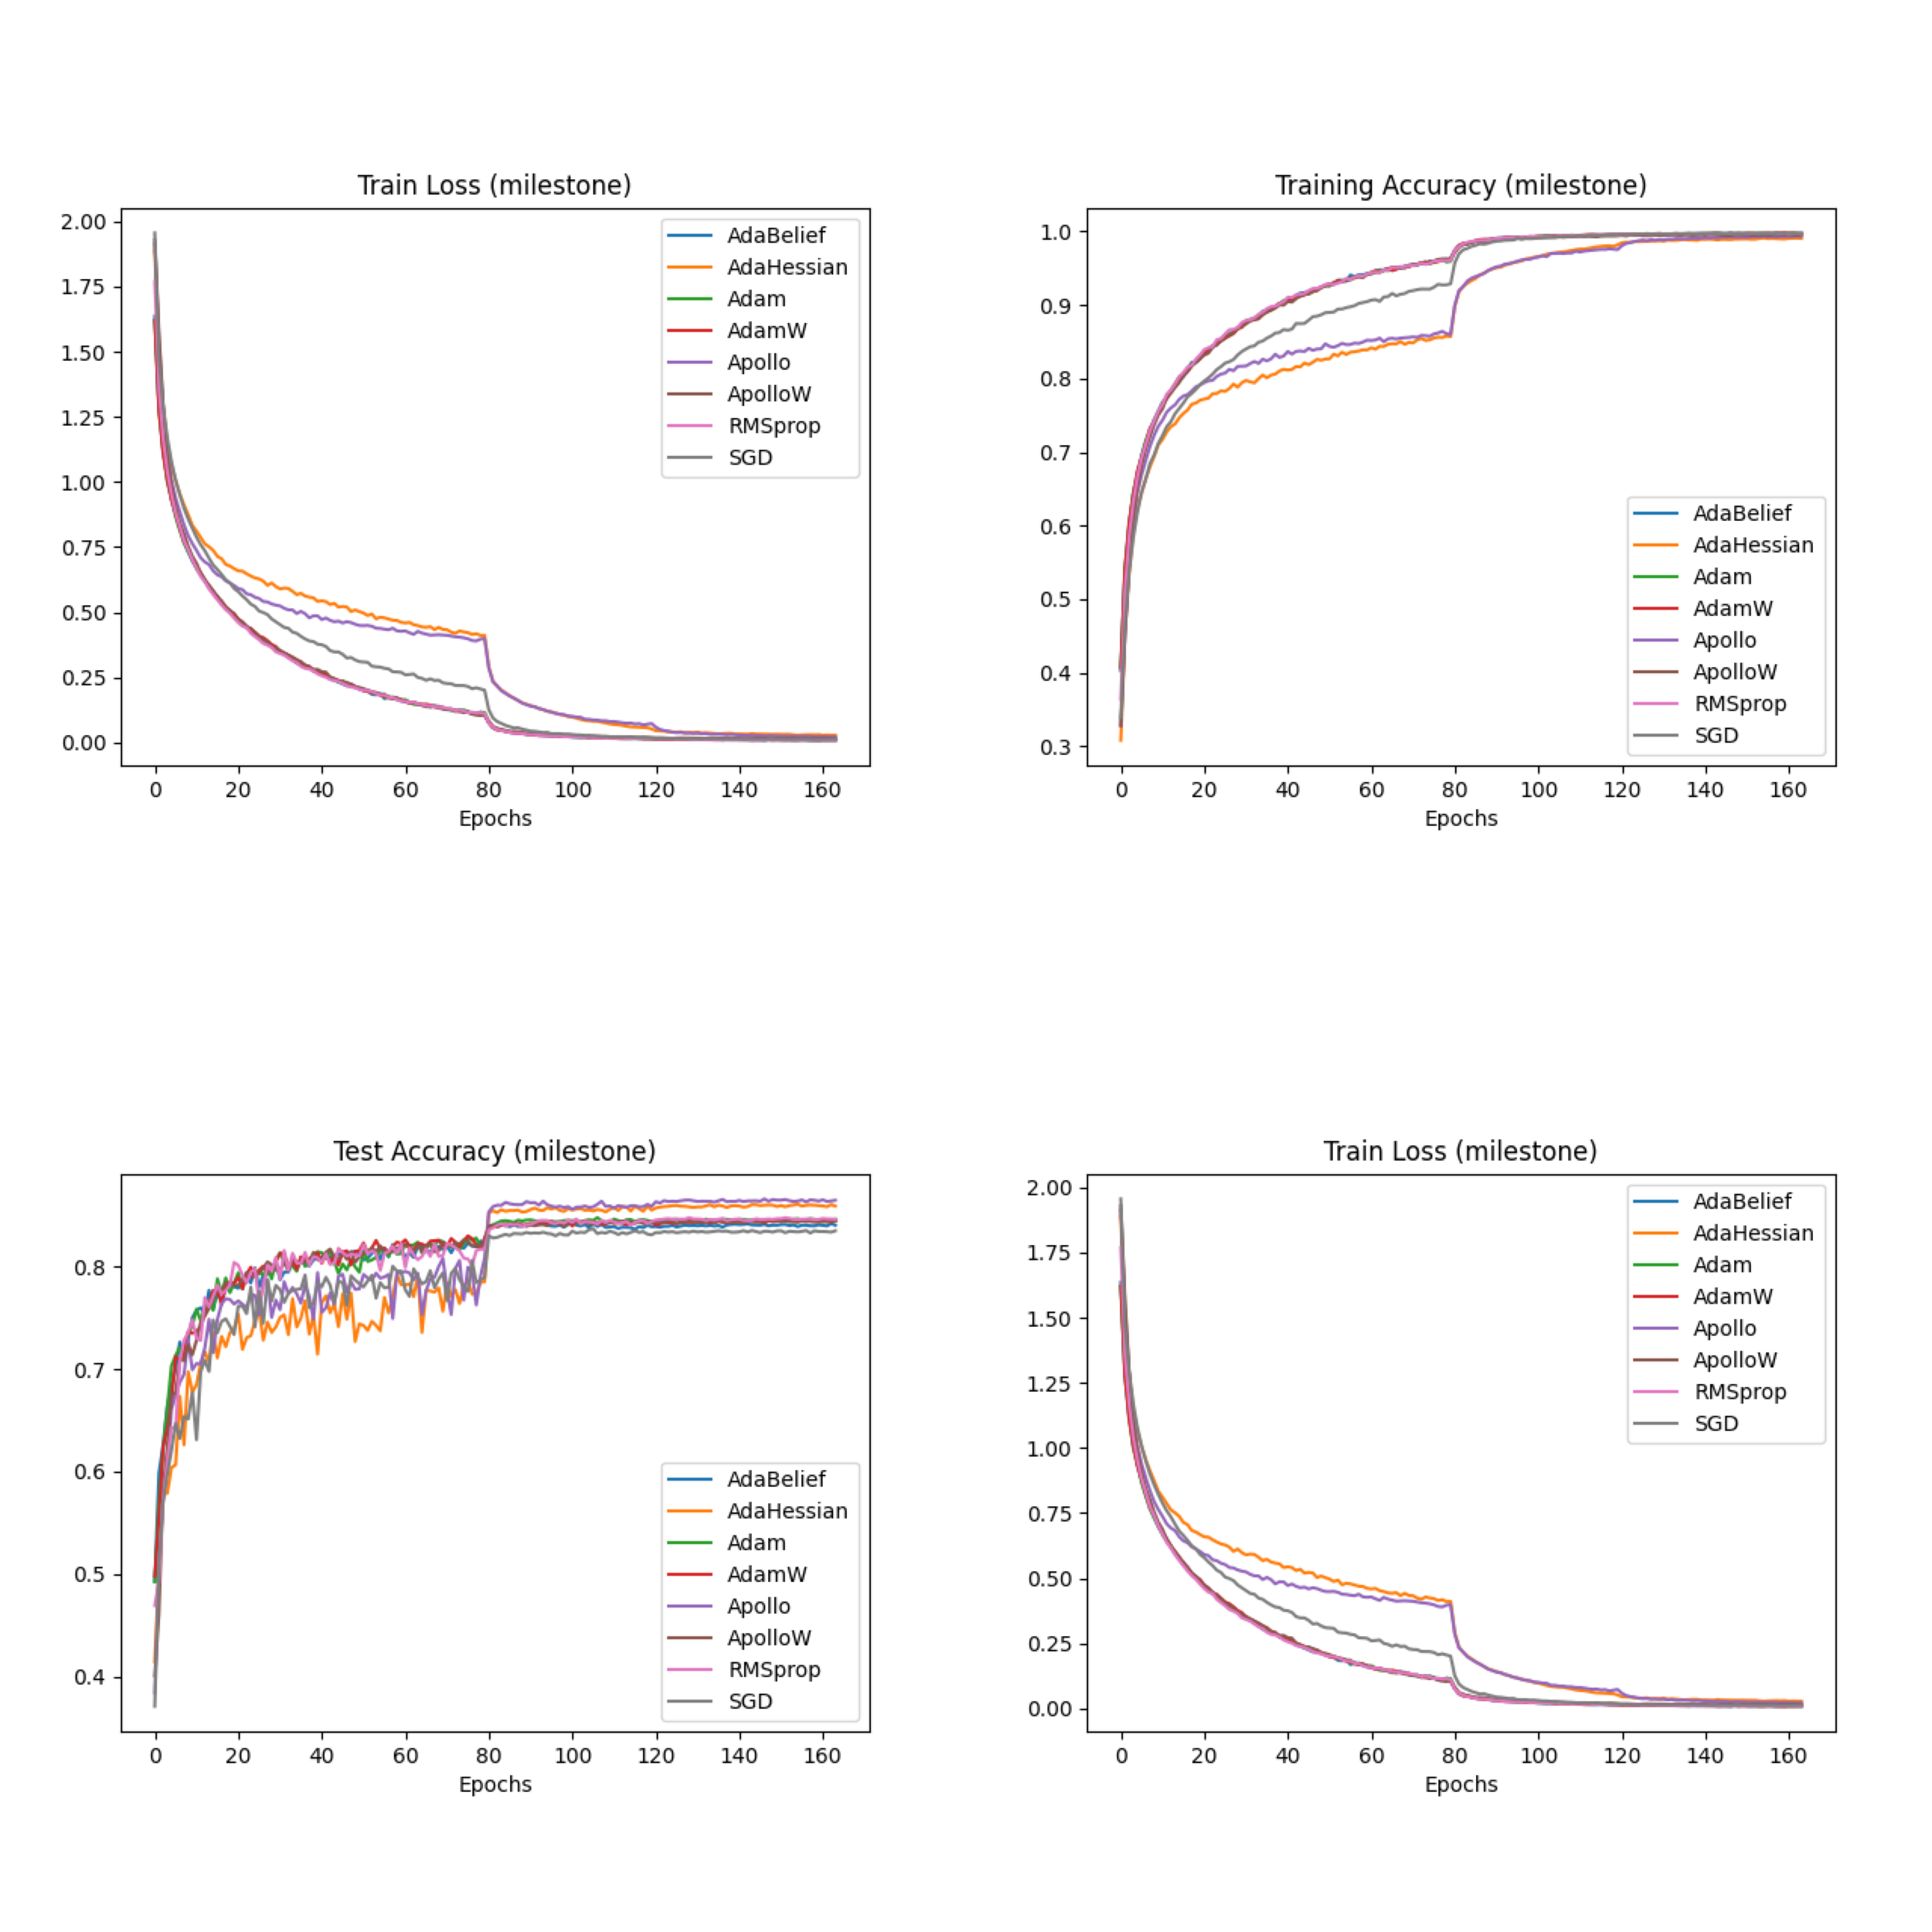 Train Loss (milestone)
2.00
1.75
1.50
1.25
1.00
0.75
0.50
0.25
0.00
0 20 40 60 80 100 120 140 160
Epochs
AdaBelief
AdaHessian
Adam
AdamW
Apollo
ApolloW
RMSprop
SGD
Training Accuracy (milestone)
1.0
0.9
0.8
0.7
0.6
0.5
0.4
0.3
0 20 40 60 80 100 120 140 160
Epochs
AdaBelief
AdaHessian
Adam
AdamW
Apollo
ApolloW
RMSprop
SGD
Test Accuracy (milestone)
0.8
0.7
0.6
0.5
0.4
0 20 40 60 80 100 120 140 160
Epochs
AdaBelief
AdaHessian
Adam
AdamW
Apollo
ApolloW
RMSprop
SGD
Train Loss (milestone)
2.00
1.75
1.50
1.25
1.00
0.75
0.50
0.25
0.00
0 20 40 60 80 100 120 140 160
Epochs
AdaBelief
AdaHessian
Adam
AdamW
Apollo
ApolloW
RMSprop
SGD